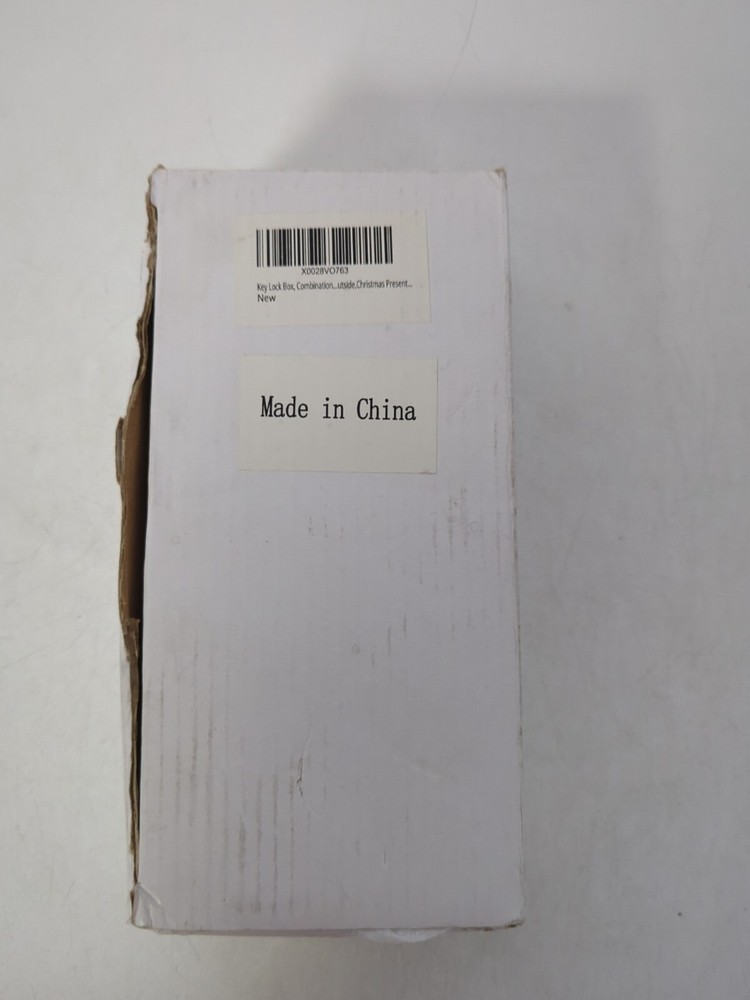 X0028VO763
Key Lock Box, Combination...utside,Christmas Present...
New
Made in China